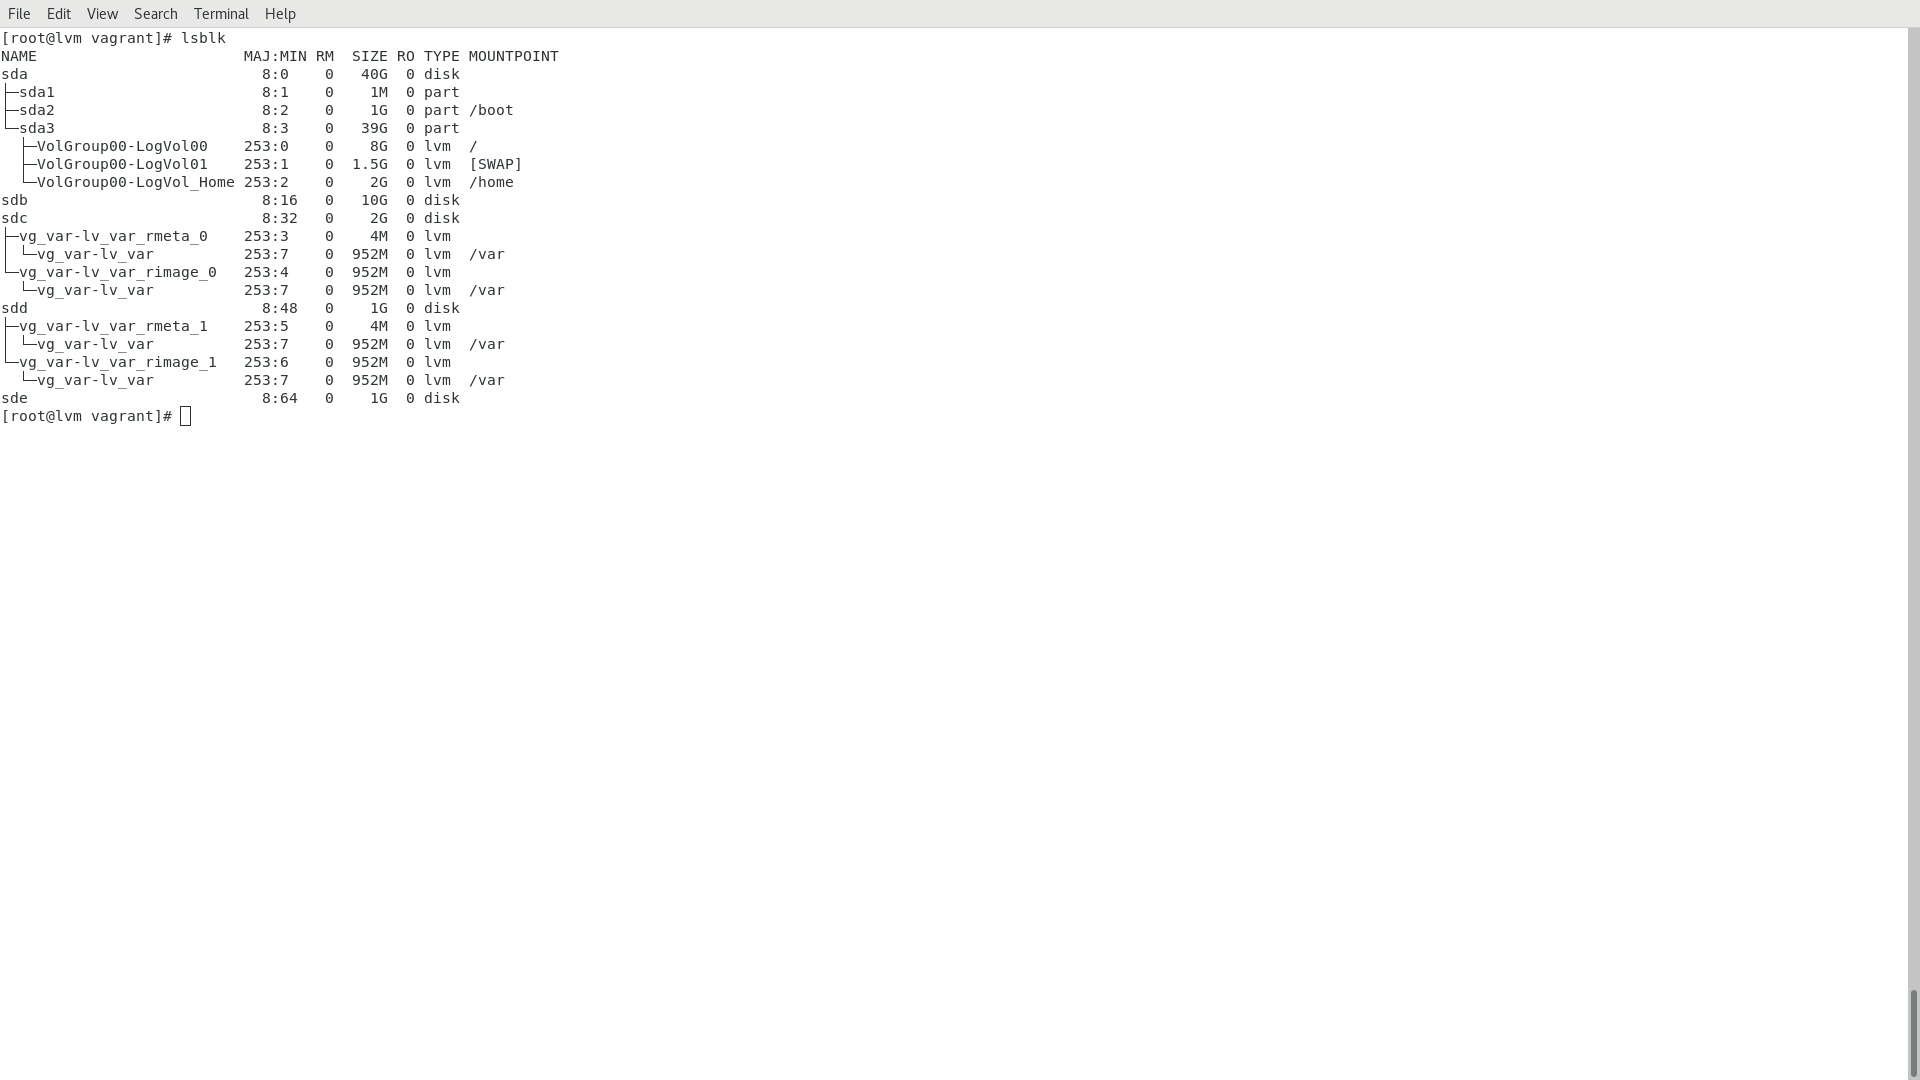 File Edit View Search Terminal Help
[root@lvm vagrant]# lsblk
NAME                       MAJ:MIN RM  SIZE RO TYPE MOUNTPOINT
sda                          8:0    0   40G  0 disk
├─sda1                       8:1    0    1M  0 part
├─sda2                       8:2    0    1G  0 part /boot
└─sda3                       8:3    0   39G  0 part
  ├─VolGroup00-LogVol00    253:0    0    8G  0 lvm  /
  ├─VolGroup00-LogVol01    253:1    0  1.5G  0 lvm  [SWAP]
  └─VolGroup00-LogVol_Home 253:2    0    2G  0 lvm  /home
sdb                          8:16   0   10G  0 disk
sdc                          8:32   0    2G  0 disk
├─vg_var-lv_var_rmeta_0    253:3    0    4M  0 lvm
│ └─vg_var-lv_var          253:7    0  952M  0 lvm  /var
└─vg_var-lv_var_rimage_0   253:4    0  952M  0 lvm
  └─vg_var-lv_var          253:7    0  952M  0 lvm  /var
sdd                          8:48   0    1G  0 disk
├─vg_var-lv_var_rmeta_1    253:5    0    4M  0 lvm
│ └─vg_var-lv_var          253:7    0  952M  0 lvm  /var
└─vg_var-lv_var_rimage_1   253:6    0  952M  0 lvm
  └─vg_var-lv_var          253:7    0  952M  0 lvm  /var
sde                          8:64   0    1G  0 disk
[root@lvm vagrant]#